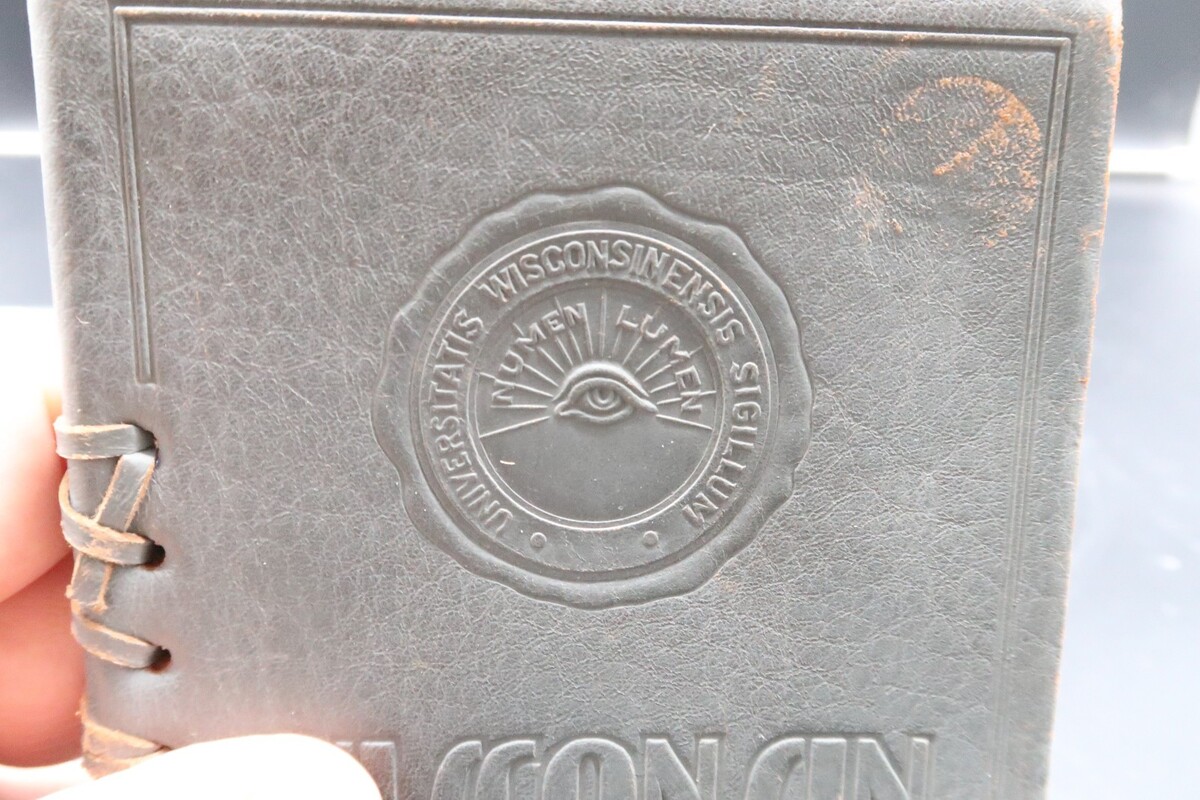 UNIVERSITATIS WISCONSINENSIS SIGILLUM
NUMEN LUMEN